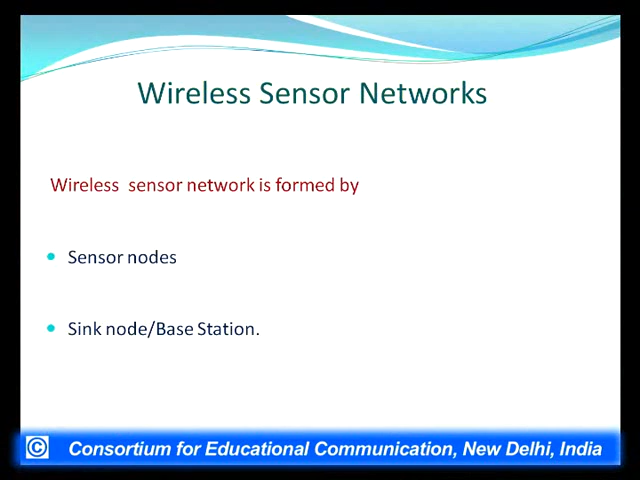 Wireless Sensor Networks
Wireless sensor network is formed by
Sensor nodes
Sink node/Base Station.
© Consortium for Educational Communication, New Delhi, India